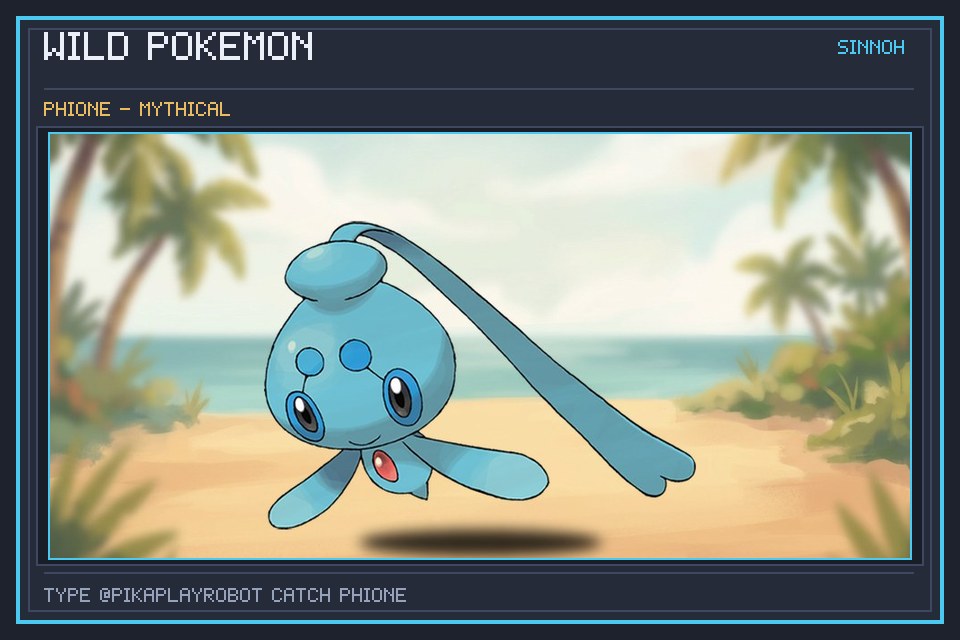 WILD POKEMON
SINNOH
PHIONE - MYTHICAL
TYPE @PIKAPLAYROBOT CATCH PHIONE